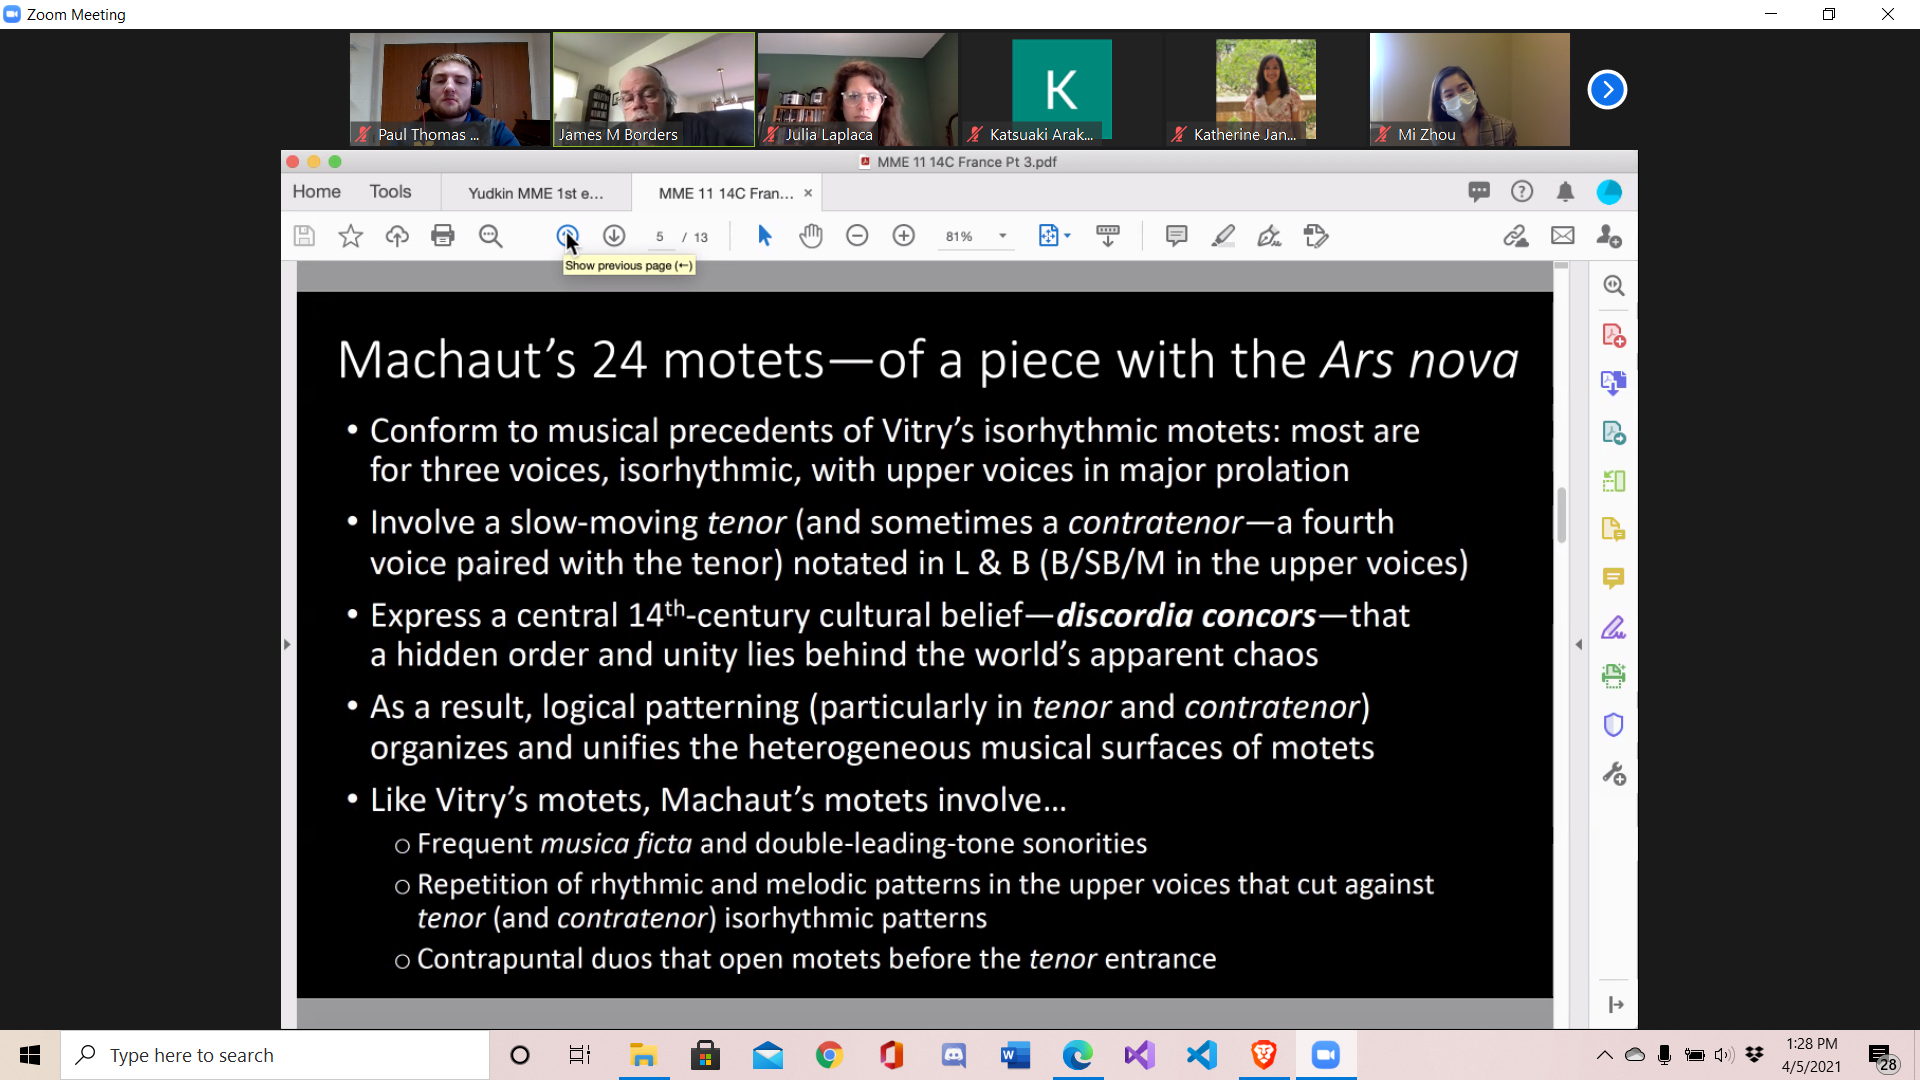 Zoom Meeting
Paul Thomas ...
James M Borders
Julia Laplaca
K
Katsuaki Arak...
Katherine Jan...
Mi Zhou
MME 11 14C France Pt 3.pdf
Home
Tools
Yudkin MME 1st e...
MME 11 14C Fran...
5 / 13
81%
Show previous page (←)
Machaut’s 24 motets—of a piece with the Ars nova
• Conform to musical precedents of Vitry’s isorhythmic motets: most are
for three voices, isorhythmic, with upper voices in major prolation
• Involve a slow-moving tenor (and sometimes a contratenor—a fourth
voice paired with the tenor) notated in L & B (B/SB/M in the upper voices)
• Express a central 14th-century cultural belief—discordia concors—that
a hidden order and unity lies behind the world’s apparent chaos
• As a result, logical patterning (particularly in tenor and contratenor)
organizes and unifies the heterogeneous musical surfaces of motets
• Like Vitry’s motets, Machaut’s motets involve…
o Frequent musica ficta and double-leading-tone sonorities
o Repetition of rhythmic and melodic patterns in the upper voices that cut against
tenor (and contratenor) isorhythmic patterns
o Contrapuntal duos that open motets before the tenor entrance
Type here to search
1:28 PM
4/5/2021
28